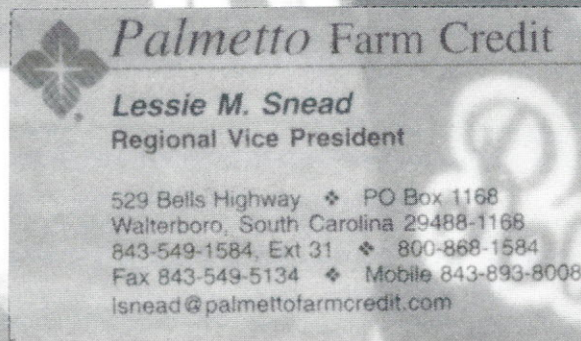 Palmetto Farm Credit
Lessie M. Snead
Regional Vice President
529 Bells Highway ❖ PO Box 1168
Walterboro, South Carolina 29488-1168
843-549-1584, Ext 31 ❖ 800-868-1584
Fax 843-549-5134 ❖ Mobile 843-893-8008
lsnead@palmettofarmcredit.com